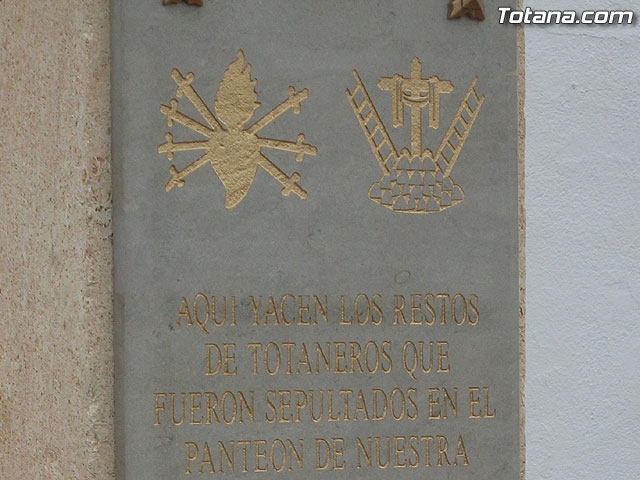 Totana.com
AQUI YACEN LOS RESTOS
DE TOTANEROS QUE
FUERON SEPULTADOS EN EL
PANTEON DE NUESTRA